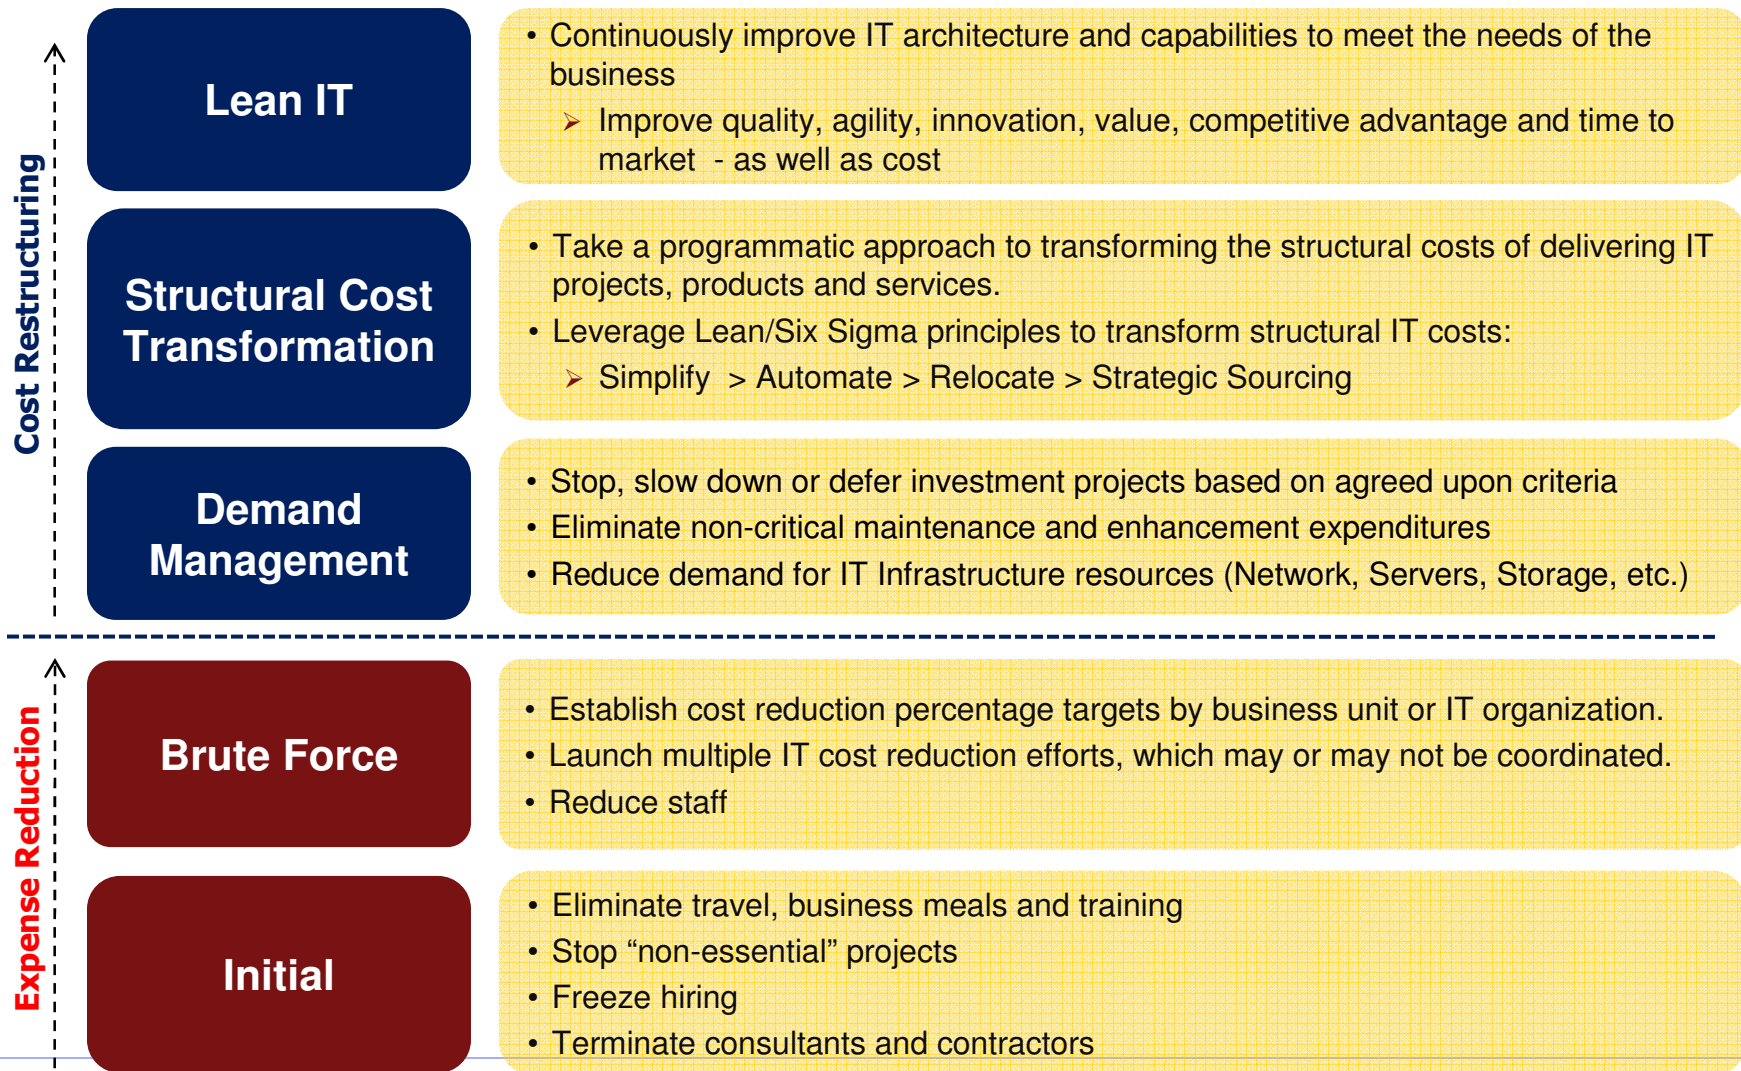 Cost Restructuring
Lean IT
• Continuously improve IT architecture and capabilities to meet the needs of the
business
➢ Improve quality, agility, innovation, value, competitive advantage and time to
market - as well as cost
Structural Cost
Transformation
• Take a programmatic approach to transforming the structural costs of delivering IT
projects, products and services.
• Leverage Lean/Six Sigma principles to transform structural IT costs:
➢ Simplify > Automate > Relocate > Strategic Sourcing
Demand
Management
• Stop, slow down or defer investment projects based on agreed upon criteria
• Eliminate non-critical maintenance and enhancement expenditures
• Reduce demand for IT Infrastructure resources (Network, Servers, Storage, etc.)
Expense Reduction
Brute Force
• Establish cost reduction percentage targets by business unit or IT organization.
• Launch multiple IT cost reduction efforts, which may or may not be coordinated.
• Reduce staff
Initial
• Eliminate travel, business meals and training
• Stop “non-essential” projects
• Freeze hiring
• Terminate consultants and contractors